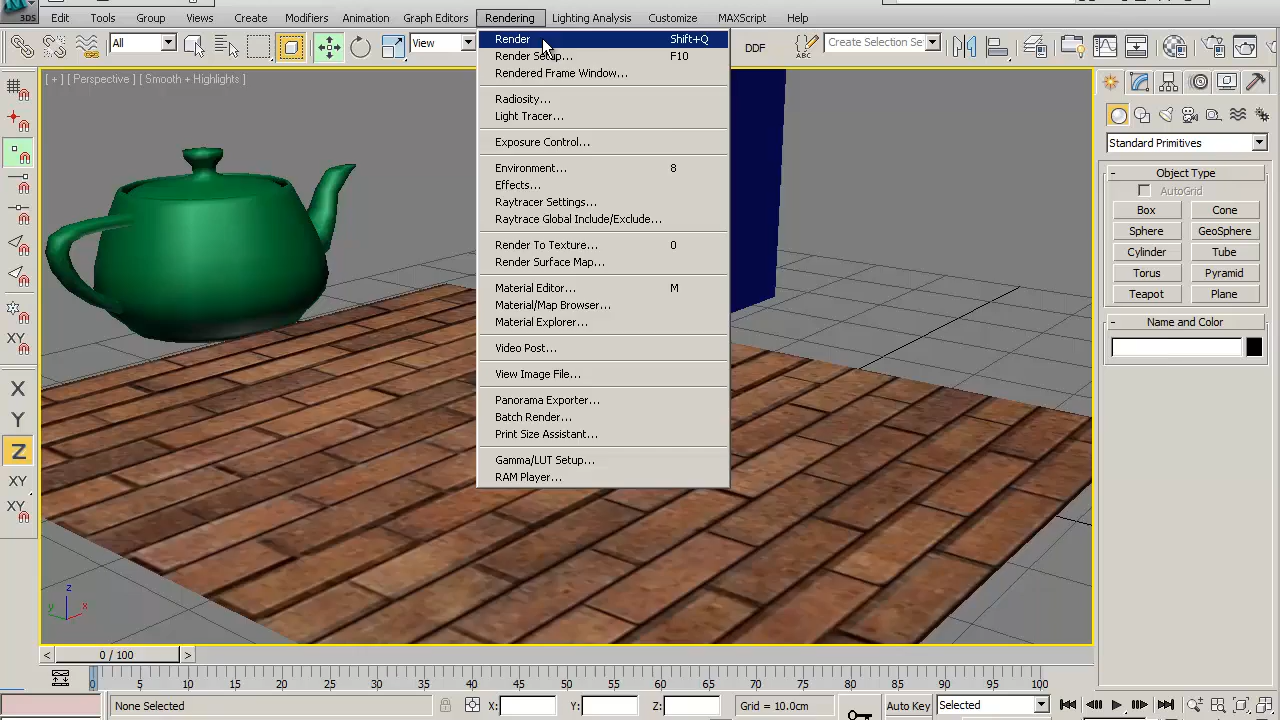 3DS
Edit Tools Group Views Create Modifiers Animation Graph Editors Rendering Lighting Analysis Customize MAXScript Help
All View DDF ABC Create Selection Se
[ + ] [ Perspective ] [ Smooth + Highlights ]
Render Shift+Q
Render Setup... F10
Rendered Frame Window...
Radiosity...
Light Tracer...
Exposure Control...
Environment... 8
Effects...
Raytracer Settings...
Raytrace Global Include/Exclude...
Render To Texture... 0
Render Surface Map...
Material Editor... M
Material/Map Browser...
Material Explorer...
Video Post...
View Image File...
Panorama Exporter...
Batch Render...
Print Size Assistant...
Gamma/LUT Setup...
RAM Player...
Standard Primitives
- Object Type
AutoGrid
Box Cone
Sphere GeoSphere
Cylinder Tube
Torus Pyramid
Teapot Plane
- Name and Color
XY
X
Y
Z
XY
XY
z
y x
< 0 / 100 >
0 5 10 15 20 25 30 35 40 45 50 55 60 65 70 75 80 85 90 95 100
None Selected X: Y: Z: Grid = 10.0cm Auto Key Selected